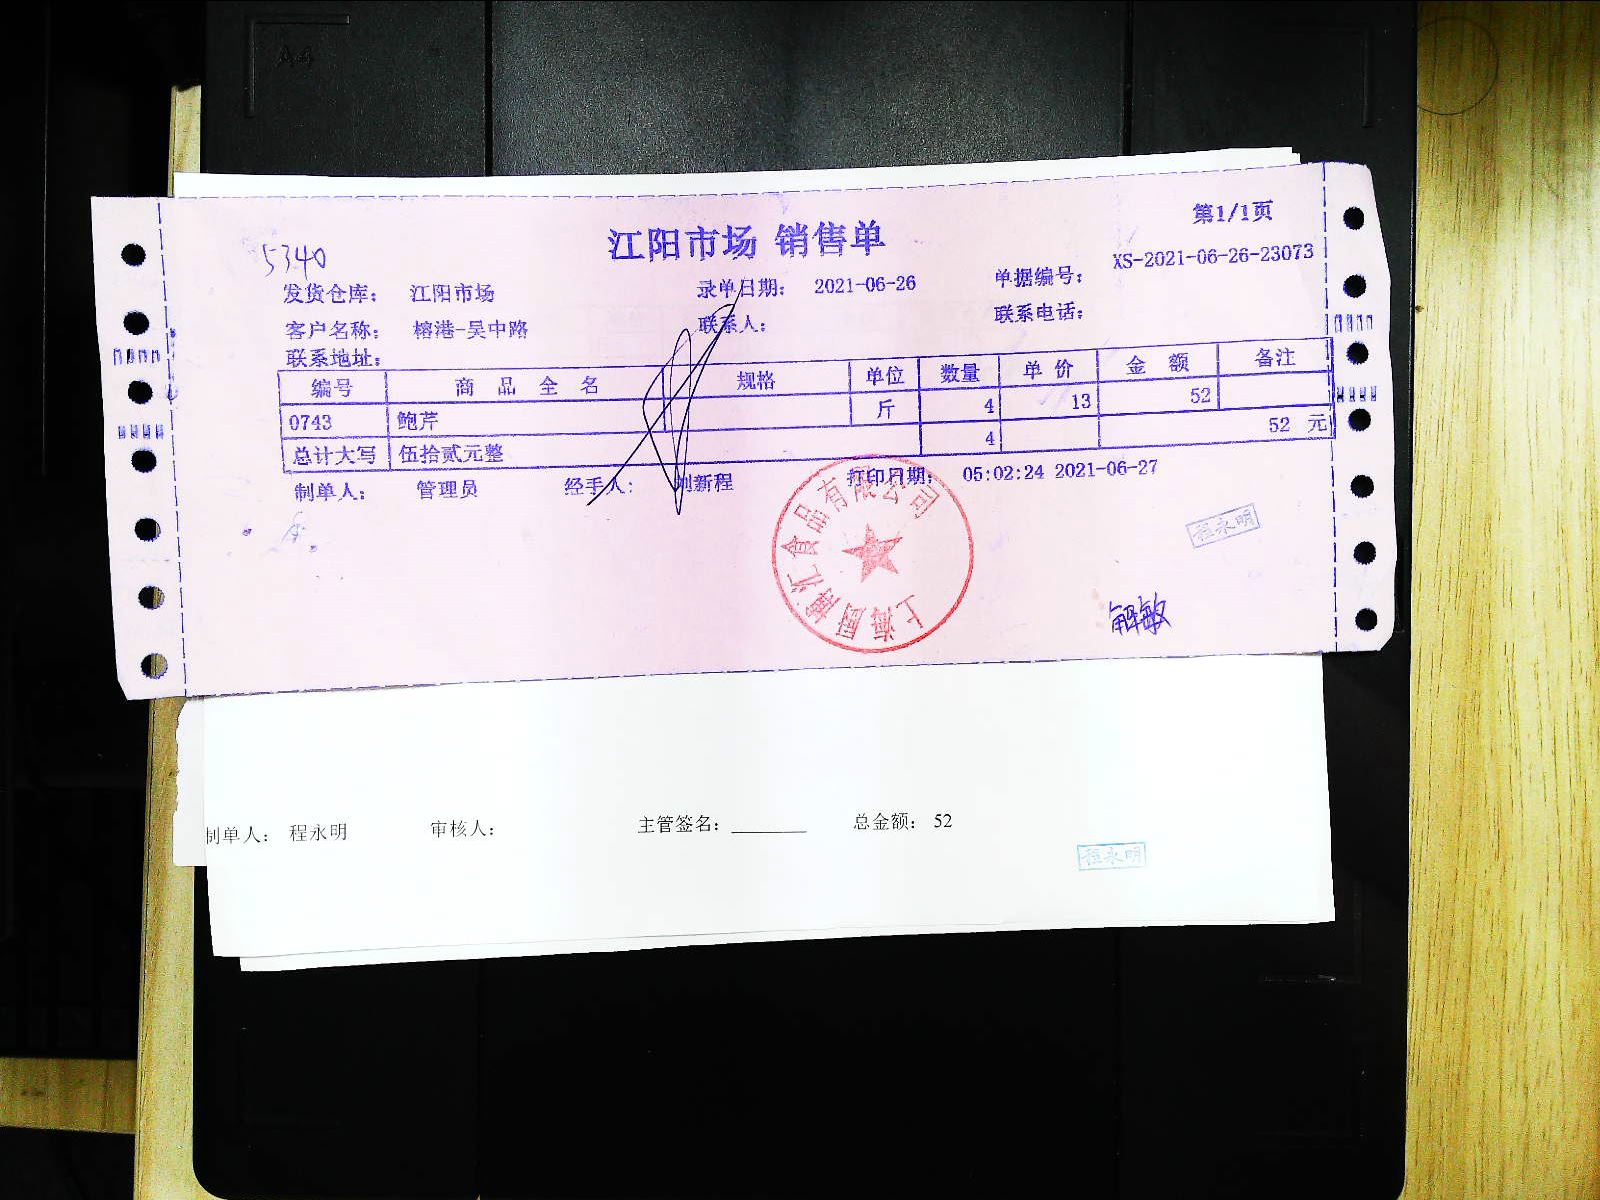 第1/1页
江阳市场 销售单
5340
XS-2021-06-26-23073
发货仓库： 江阳市场 录单日期： 2021-06-26 单据编号：
客户名称： 榕港-吴中路 联系人： 联系电话：
联系地址：
编号 商 品 全 名 规格 单位 数量 单 价 金 额 备注
0743 鲍芹 斤 4 13 52
总计大写 伍拾贰元整 4 52 元
制单人： 管理员 经手人： 刘新程 打印日期： 05:02:24 2021-06-27
程永明
解敏
制单人： 程永明 审核人： 主管签名：________ 总金额： 52
程永明
A4